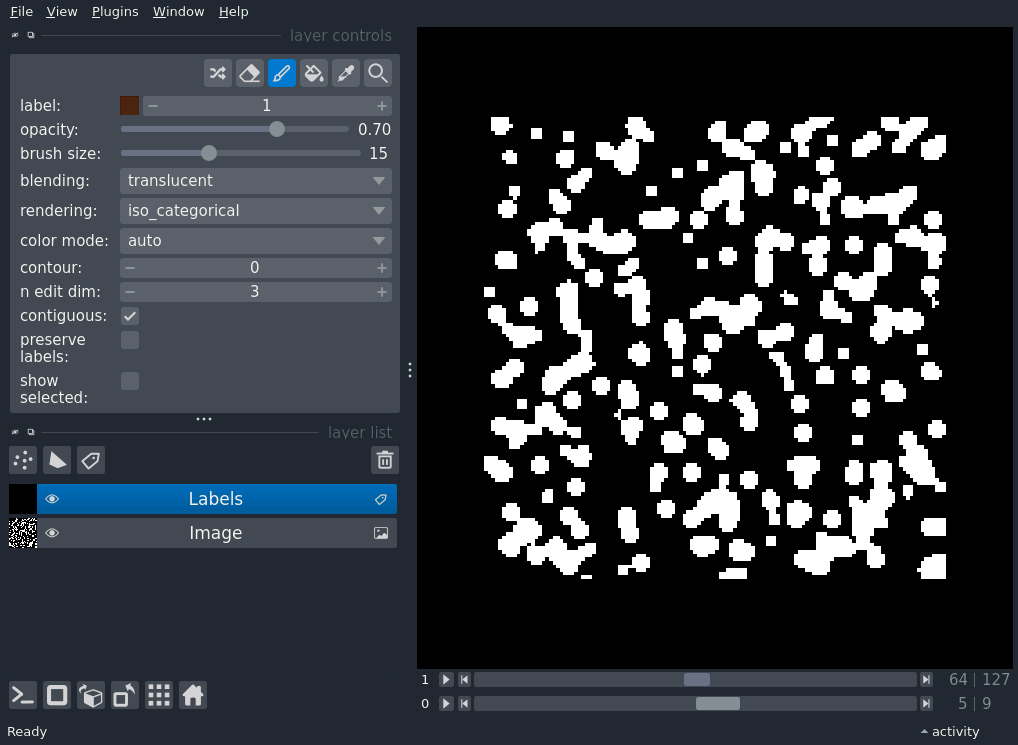 File View Plugins Window Help
layer controls
label: 1
opacity: 0.70
brush size: 15
blending: translucent
rendering: iso_categorical
color mode: auto
contour: 0
n edit dim: 3
contiguous:
preserve
labels:
show
selected:
layer list
Labels
Image
1 64 | 127
0 5 | 9
Ready activity